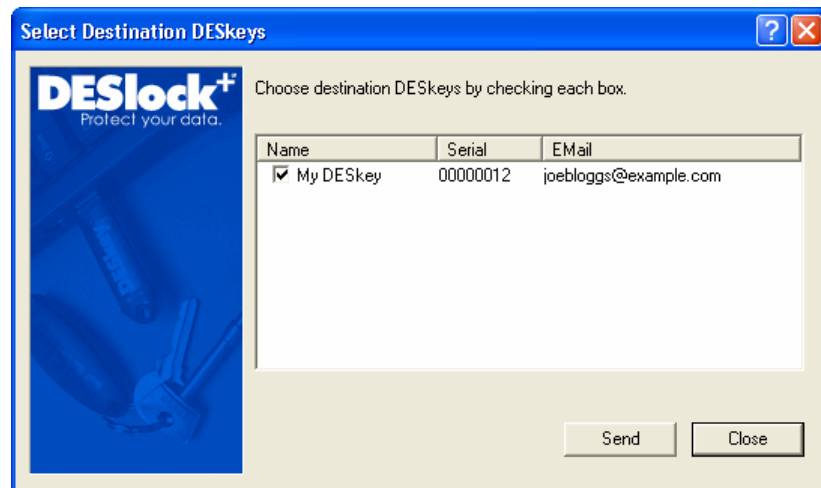 Select Destination DESkeys
DESlock+
Protect your data.
Choose destination DESkeys by checking each box.
Name Serial EMail
My DESkey 00000012 joebloggs@example.com
DESkey
Send Close